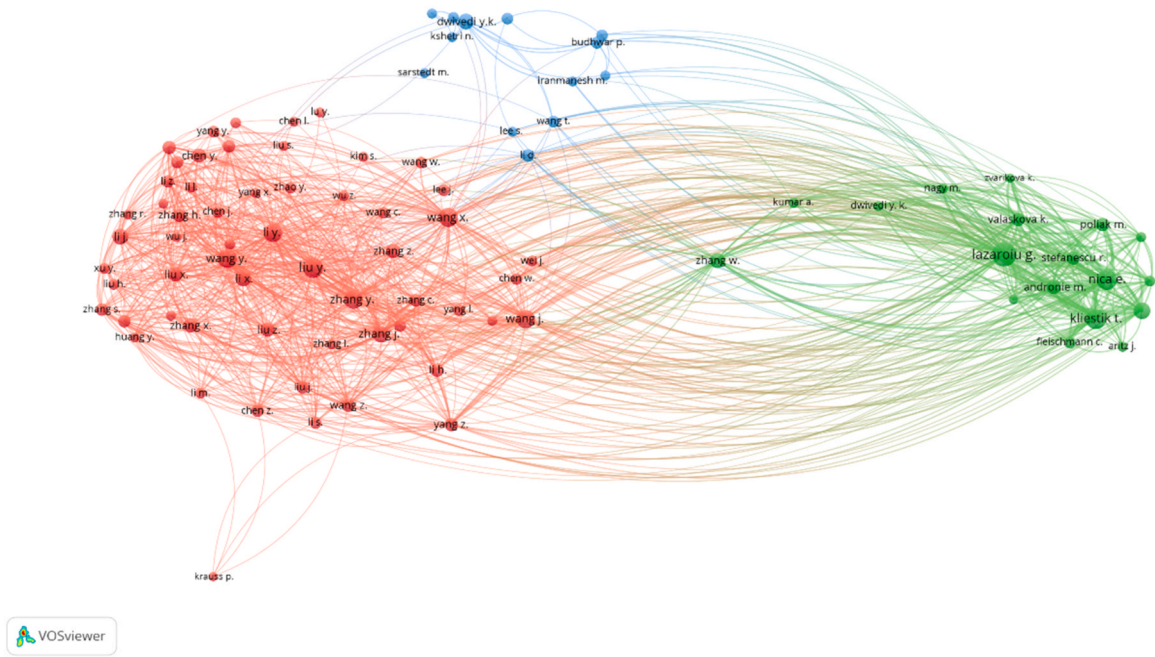 dwivedi y.k.
kshetri n.
budhwar p.
sarstedt m.
iranmanesh m.
lu y.
chen l.
wang t.
lee s.
yang y.
liu s.
chen y.
kim s.
wang w.
li q.
li z.
li l.
yang x.
zhao y.
wu z.
lee j.
zhang r.
zhang h.
chen j.
wang c.
wang x.
li j.
wu j.
li y.
zhang z.
wang y.
liu y.
wei j.
xu y.
liu x.
li x.
chen w.
liu h.
zhang y.
zhang c.
zhang s.
yang l.
huang y.
zhang x.
liu z.
zhang j.
wang j.
zhang l.
li h.
li m.
liu j.
chen z.
wang z.
li s.
yang z.
krauss p.
zhang w.
kumar a.
dwivedi y. k.
nagy m.
zvarikova k.
valaskova k.
poliak m.
lazaroiu g.
stefanescu r.
nica e.
andronie m.
kliestik t.
fleischmann c.
VOSviewer